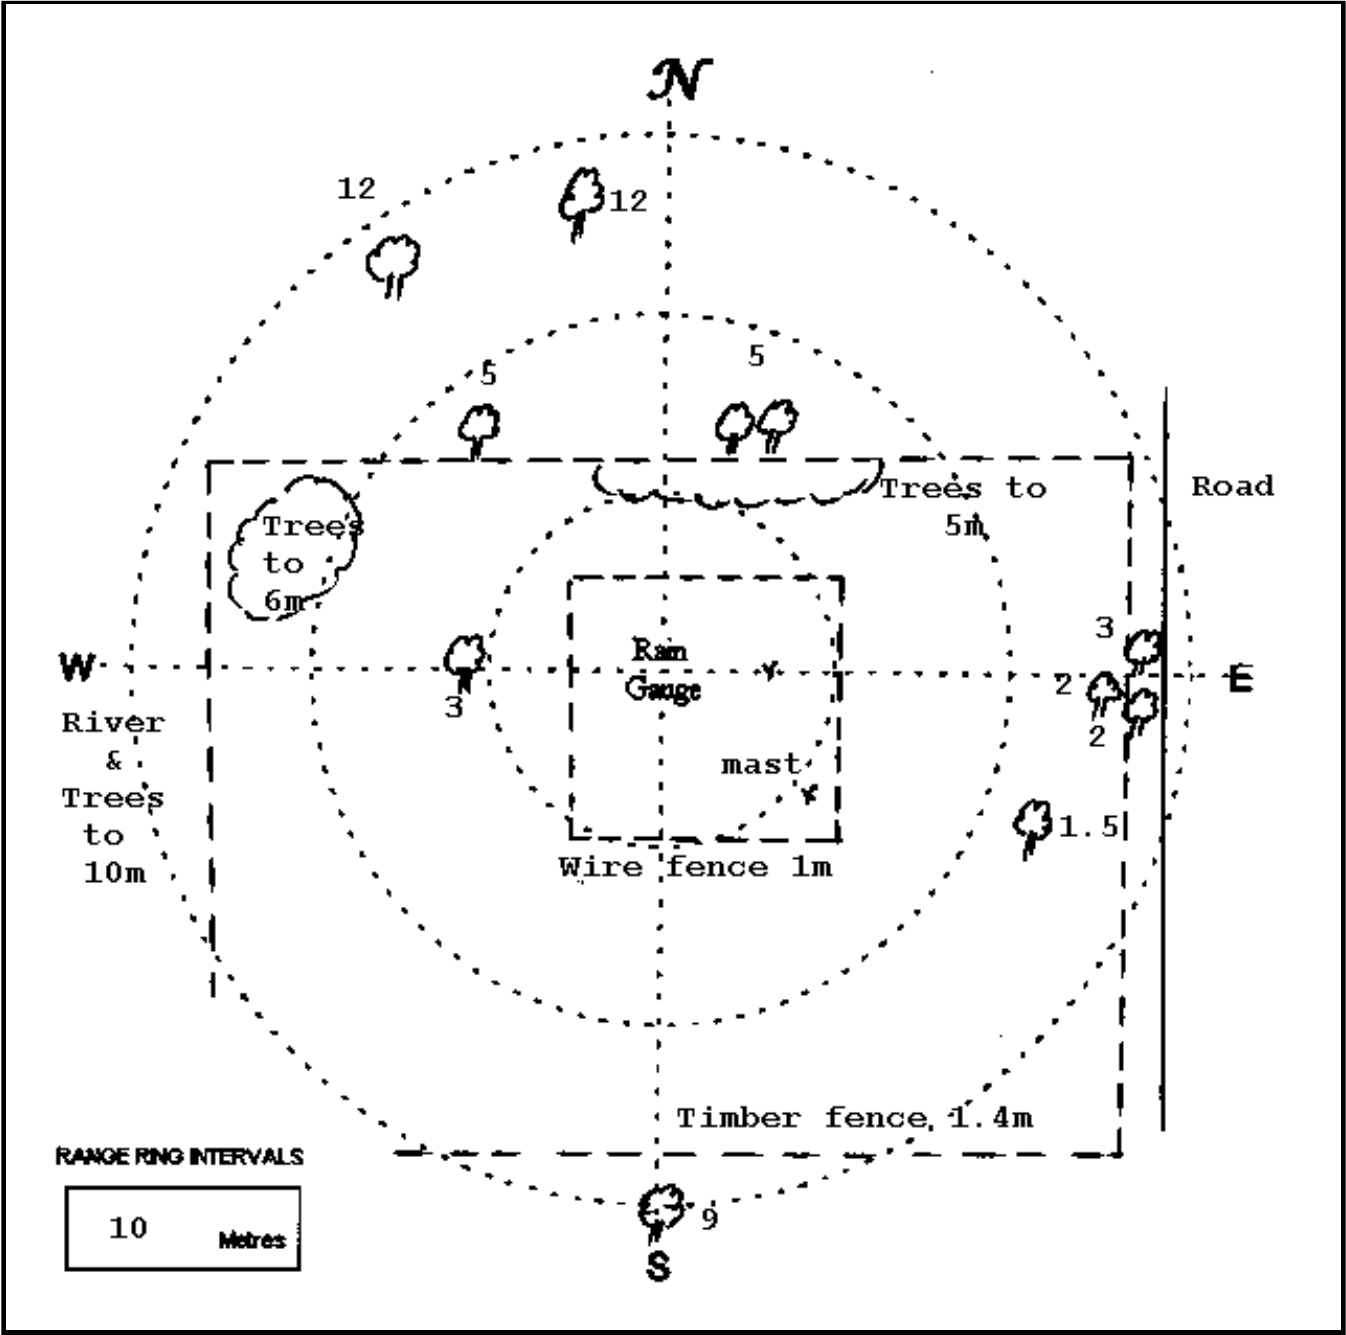 N
12
12
5
5
Trees to
5m
Road
Trees
to
6m
3
Rain
Gauge
W
E
3
2
2
River
&
Trees
to
10m
mast
1.5
Wire fence 1m
Timber fence 1.4m
RANGE RING INTERVALS
10 Metres
9
S